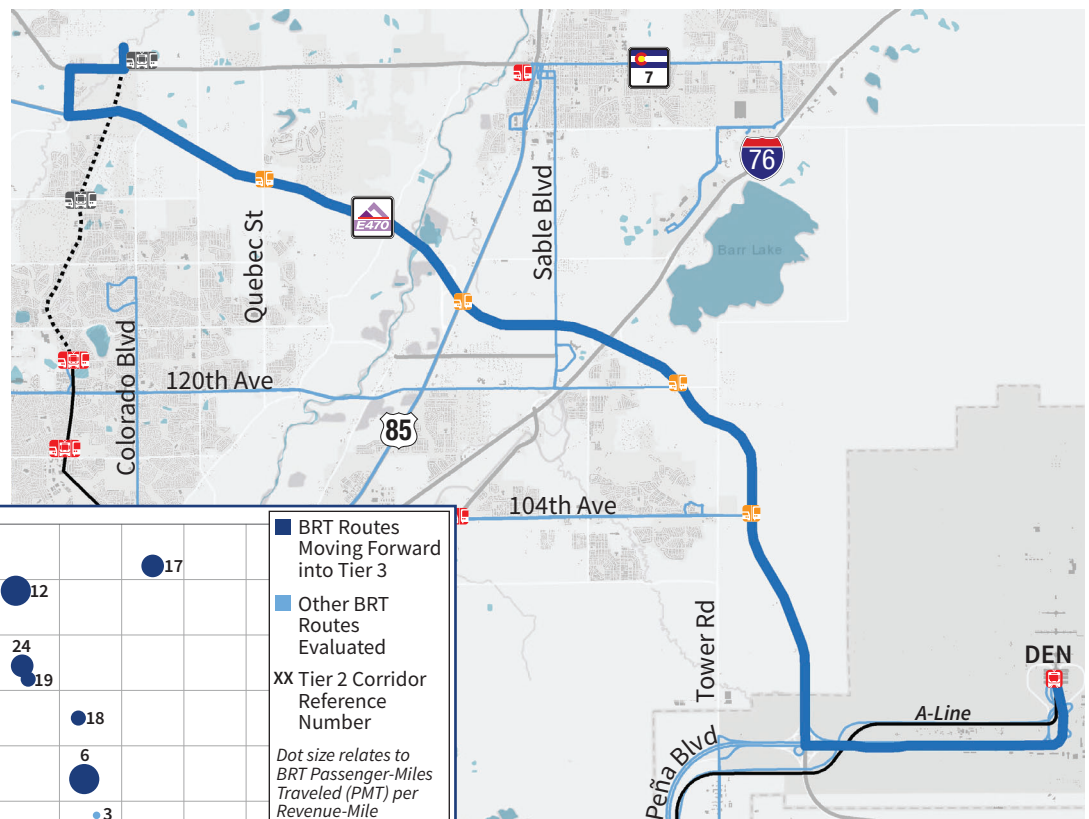 7
76
Sable Blvd
Quebec St
E470
Barr Lake
Colorado Blvd
120th Ave
85
104th Ave
Tower Rd
DEN
A-Line
Peña Blvd
17
12
24
19
18
6
3
BRT Routes
Moving Forward
into Tier 3
Other BRT
Routes
Evaluated
XX Tier 2 Corridor
Reference
Number
Dot size relates to
BRT Passenger-Miles
Traveled (PMT) per
Revenue-Mile